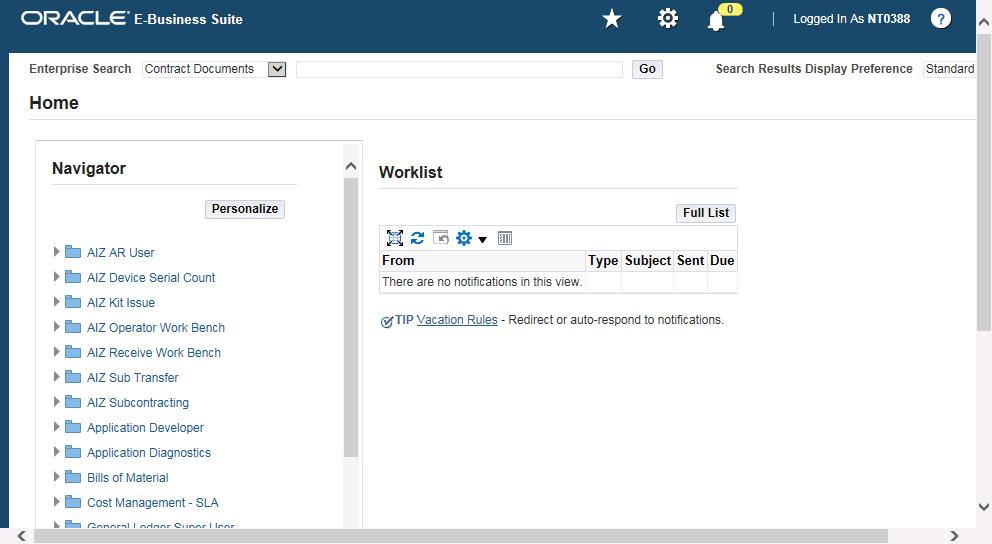 ORACLE® E-Business Suite
0
Logged In As NT0388
?
Enterprise Search Contract Documents Go Search Results Display Preference Standard
Home
Navigator
Personalize
AIZ AR User
AIZ Device Serial Count
AIZ Kit Issue
AIZ Operator Work Bench
AIZ Receive Work Bench
AIZ Sub Transfer
AIZ Subcontracting
Application Developer
Application Diagnostics
Bills of Material
Cost Management - SLA
General Ledger Super User
Worklist
Full List
From Type Subject Sent Due
There are no notifications in this view.
TIP Vacation Rules - Redirect or auto-respond to notifications.